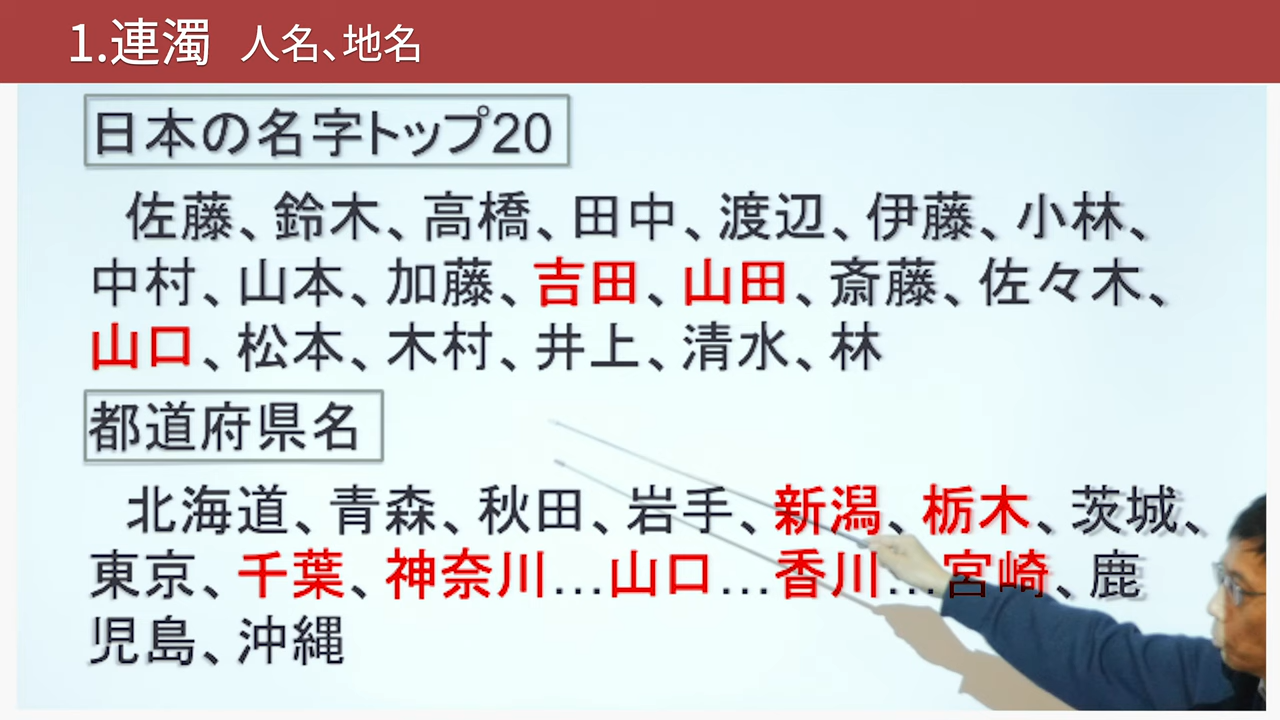 1.連濁 人名、地名
日本の名字トップ20
佐藤、鈴木、高橋、田中、渡辺、伊藤、小林、
中村、山本、加藤、吉田、山田、斎藤、佐々木、
山口、松本、木村、井上、清水、林
都道府県名
北海道、青森、秋田、岩手、新潟、栃木、茨城、
東京、千葉、神奈川…山口…香川…宮崎、鹿
児島、沖縄